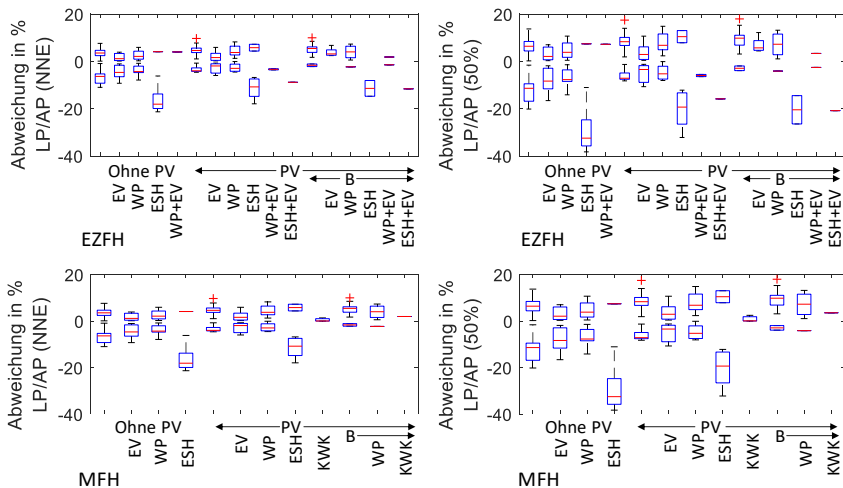 Abweichung in %
LP/AP (NNE)
20
0
-20
-40
Ohne PV
PV
B
EV
WP
ESH
WP+EV
EV
WP
ESH
WP+EV
ESH+EV
EV
WP
ESH
WP+EV
ESH+EV
EZFH
Abweichung in %
LP/AP (50%)
20
0
-20
-40
Ohne PV
PV
B
EV
WP
ESH
WP+EV
EV
WP
ESH
WP+EV
ESH+EV
EV
WP
ESH
WP+EV
ESH+EV
EZFH
Abweichung in %
LP/AP (NNE)
20
0
-20
-40
Ohne PV
PV
B
EV
WP
ESH
EV
WP
ESH
KWK
WP
KWK
MFH
Abweichung in %
LP/AP (50%)
20
0
-20
-40
Ohne PV
PV
B
EV
WP
ESH
EV
WP
ESH
KWK
WP
KWK
MFH